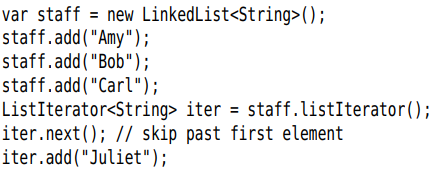 var staff = new LinkedList<String>();
staff.add("Amy");
staff.add("Bob");
staff.add("Carl");
ListIterator<String> iter = staff.listIterator();
iter.next(); // skip past first element
iter.add("Juliet");